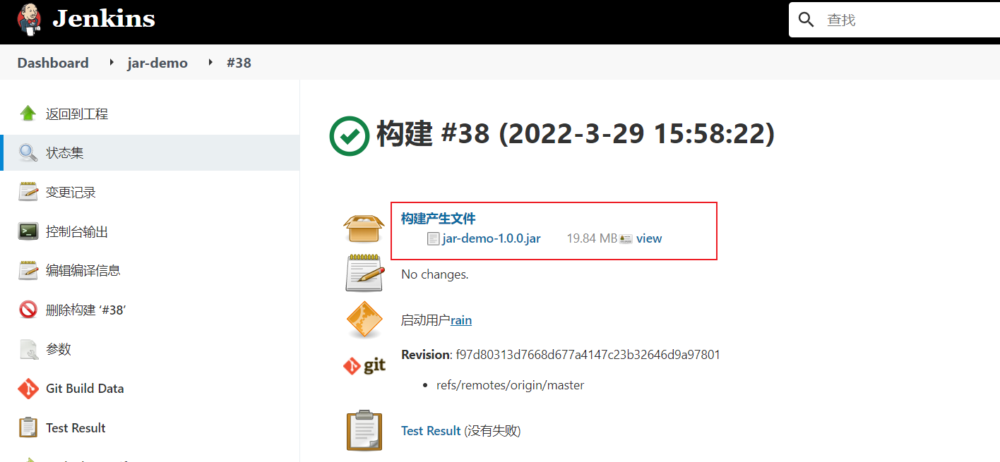 Jenkins
查找
Dashboard
jar-demo
#38
返回到工程
状态集
变更记录
控制台输出
编辑编译信息
删除构建 ‘#38’
参数
Git Build Data
Test Result
构建 #38 (2022-3-29 15:58:22)
构建产生文件
jar-demo-1.0.0.jar 19.84 MB view
No changes.
启动用户rain
git
Revision: f97d80313d7668d677a4147c23b32646d9a97801
refs/remotes/origin/master
Test Result (没有失败)